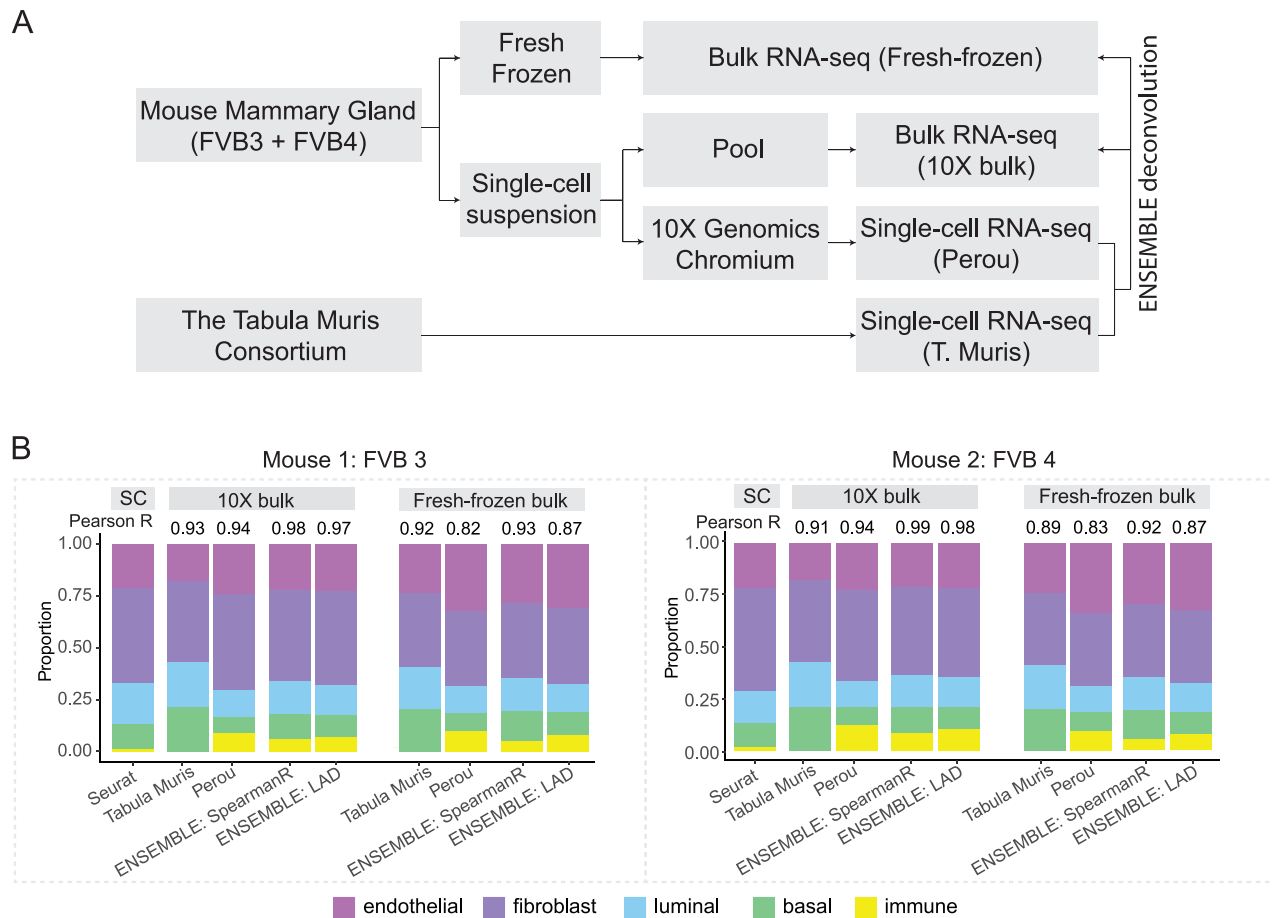 A
Fresh
Frozen
Bulk RNA-seq (Fresh-frozen)
Mouse Mammary Gland
(FVB3 + FVB4)
Pool
Bulk RNA-seq
(10X bulk)
Single-cell
suspension
10X Genomics
Chromium
Single-cell RNA-seq
(Perou)
The Tabula Muris
Consortium
Single-cell RNA-seq
(T. Muris)
ENSEMBLE deconvolution
B
Mouse 1: FVB 3
SC
10X bulk
Fresh-frozen bulk
Pearson R
0.93 0.94 0.98 0.97 0.92 0.82 0.93 0.87
1.00
0.75
0.50
0.25
0.00
Proportion
Seurat
Tabula Muris
Perou
ENSEMBLE: SpearmanR
ENSEMBLE: LAD
Tabula Muris
Perou
ENSEMBLE: SpearmanR
ENSEMBLE: LAD
Mouse 2: FVB 4
SC
10X bulk
Fresh-frozen bulk
Pearson R
0.91 0.94 0.99 0.98 0.89 0.83 0.92 0.87
1.00
0.75
0.50
0.25
0.00
Proportion
Seurat
Tabula Muris
Perou
ENSEMBLE: SpearmanR
ENSEMBLE: LAD
Tabula Muris
Perou
ENSEMBLE: SpearmanR
ENSEMBLE: LAD
endothelial fibroblast luminal basal immune